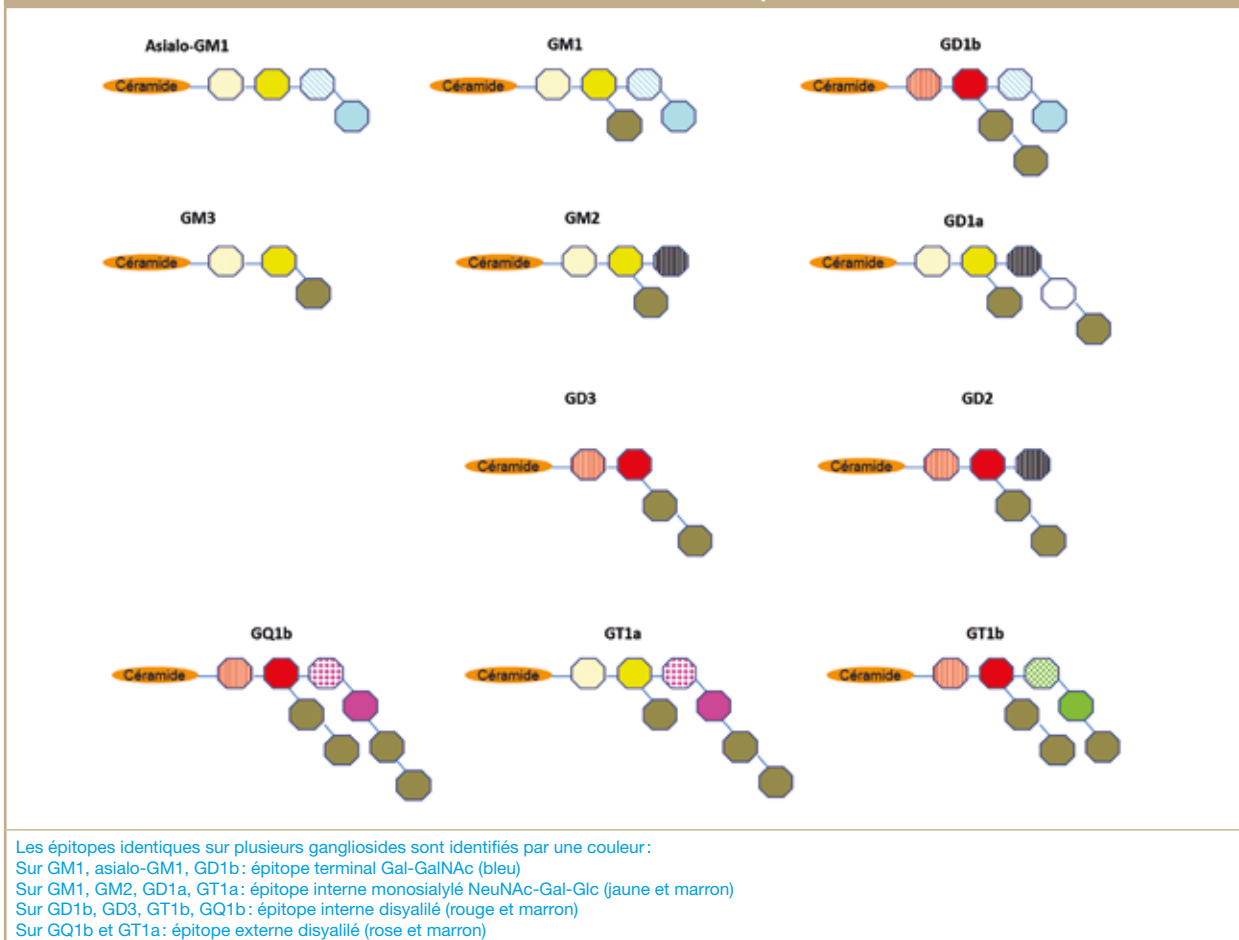 Asialo-GM1 GM1 GD1b
Céramide Céramide Céramide
GM3 GM2 GD1a
Céramide Céramide Céramide
GD3 GD2
Céramide Céramide
GQ1b GT1a GT1b
Céramide Céramide Céramide
Les épitopes identiques sur plusieurs gangliosides sont identifiés par une couleur :
Sur GM1, asialo-GM1, GD1b : épitope terminal Gal-GalNAc (bleu)
Sur GM1, GM2, GD1a, GT1a : épitope interne monosialylé NeuNAc-Gal-Glc (jaune et marron)
Sur GD1b, GD3, GT1b, GQ1b : épitope interne disyalilé (rouge et marron)
Sur GQ1b et GT1a : épitope externe disyalilé (rose et marron)